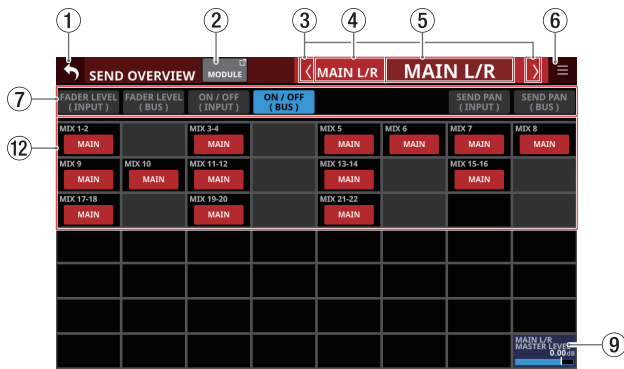 1 2 3 4 5 6
SEND OVERVIEW MODULE MAIN L/R MAIN L/R
7
FADER LEVEL FADER LEVEL ON / OFF ON / OFF SEND PAN SEND PAN
( INPUT ) ( BUS ) ( INPUT ) ( BUS ) ( INPUT ) ( BUS )
12
MIX 1-2 MIX 3-4 MIX 5 MIX 6 MIX 7 MIX 8
MAIN MAIN MAIN MAIN MAIN MAIN
MIX 9 MIX 10 MIX 11-12 MIX 13-14 MIX 15-16
MAIN MAIN MAIN MAIN MAIN
MIX 17-18 MIX 19-20 MIX 21-22
MAIN MAIN MAIN
MAIN L/R
MASTER LEVEL
0.00 dB
9